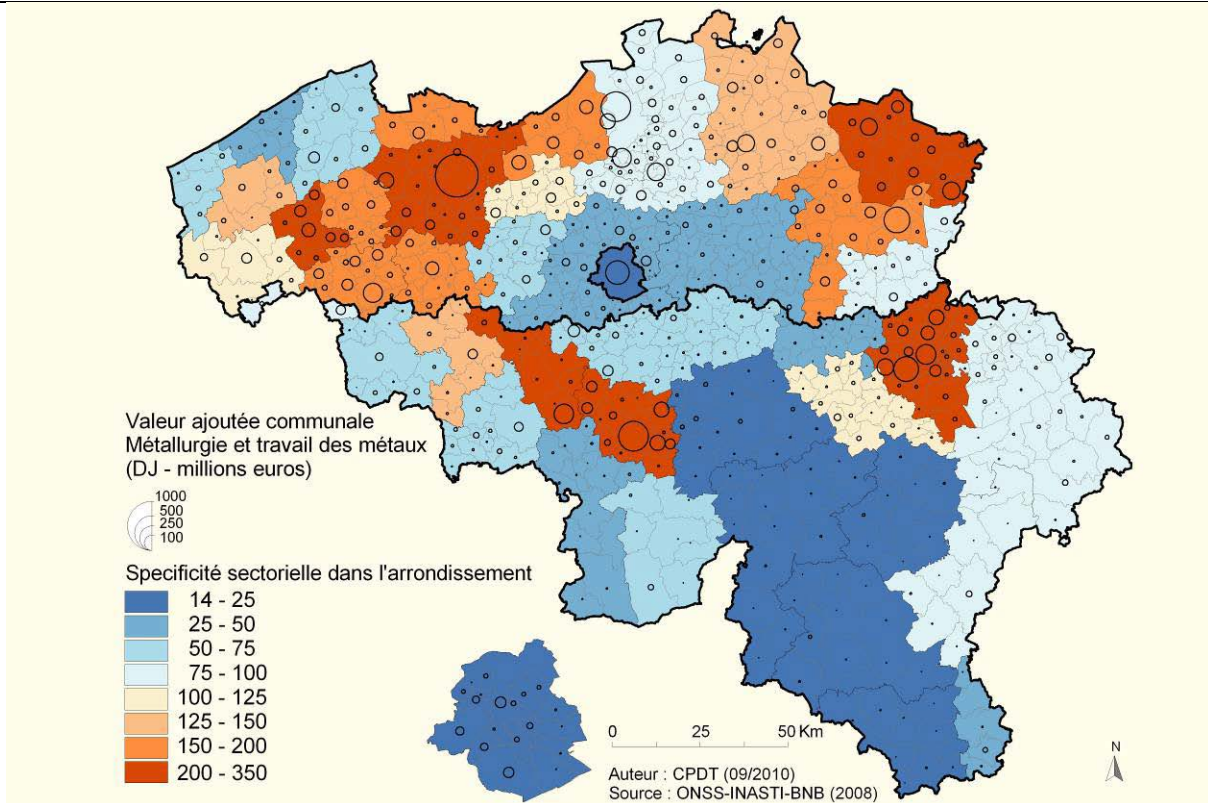 Valeur ajoutée communale
Métallurgie et travail des métaux
(DJ - millions euros)
1000
500
250
100
Specificité sectorielle dans l'arrondissement
14 - 25
25 - 50
50 - 75
75 - 100
100 - 125
125 - 150
150 - 200
200 - 350
0 25 50 Km
Auteur : CPDT (09/2010)
Source : ONSS-INASTI-BNB (2008)
N